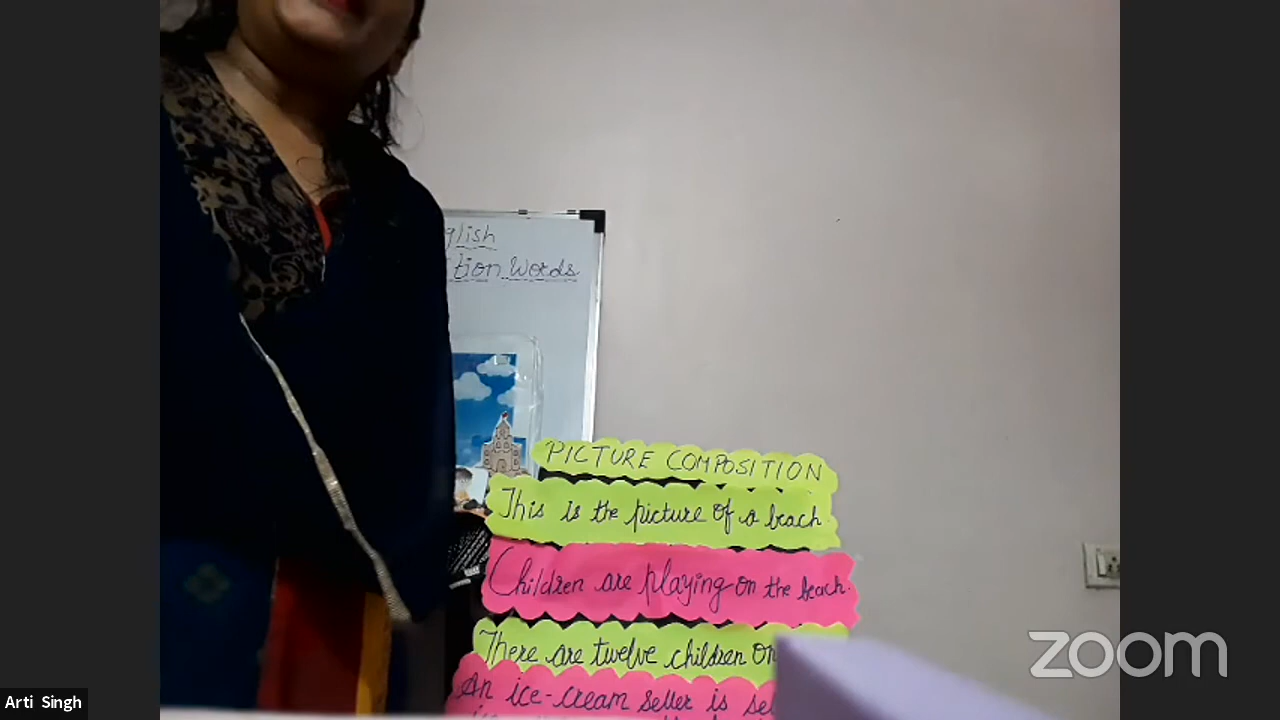 glish
tion Words
PICTURE COMPOSITION
This is the picture of a beach.
Children are playing on the beach.
There are twelve children on
An ice-cream seller is se
zoom
Arti Singh